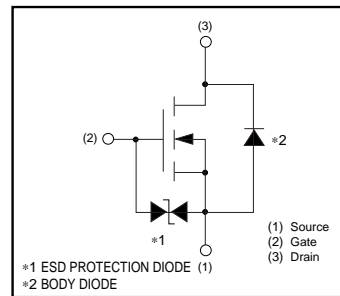 (3)
(2)
∗2
∗1
(1) Source
(2) Gate
(3) Drain
∗1 ESD PROTECTION DIODE (1)
∗2 BODY DIODE